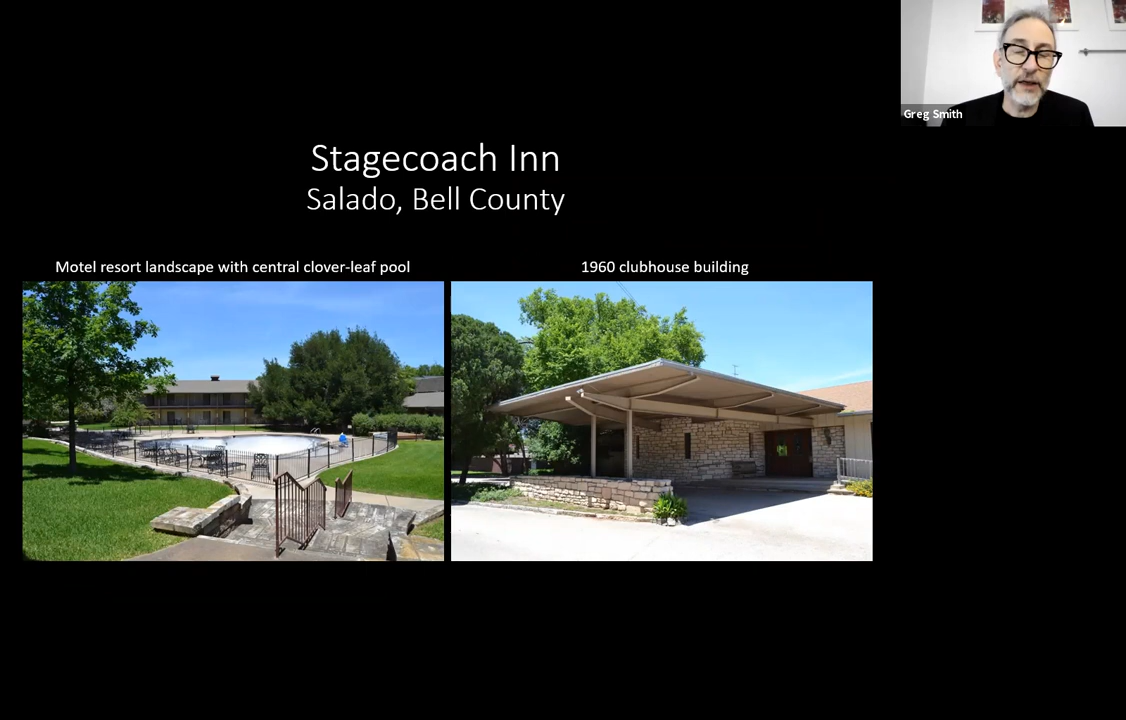 Greg Smith
Stagecoach Inn
Salado, Bell County
Motel resort landscape with central clover-leaf pool
1960 clubhouse building